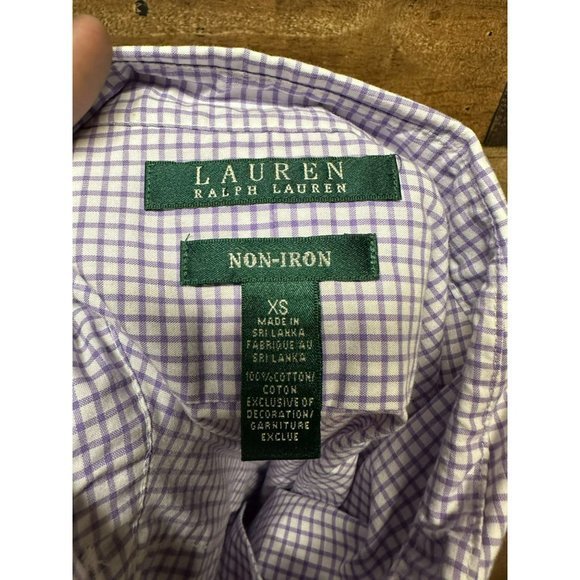 LAUREN
RALPH LAUREN
NON-IRON
XS
MADE IN
SRI LANKA
FABRIQUE AU
SRI LANKA
100% COTTON/
COTON
EXCLUSIVE OF
DECORATION/
GARNITURE
EXCLUE